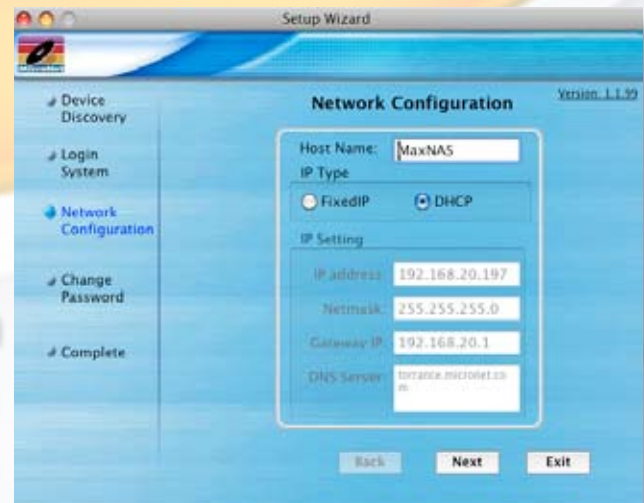 Setup Wizard
Version: 1.1.99
Device
Discovery
Login
System
Network
Configuration
Change
Password
Complete
Network Configuration
Host Name: MaxNAS
IP Type
FixedIP DHCP
IP Setting
IP address: 192.168.20.197
Netmask: 255.255.255.0
Gateway IP: 192.168.20.1
DNS Server: torrance.micronet.co
m
Back Next Exit